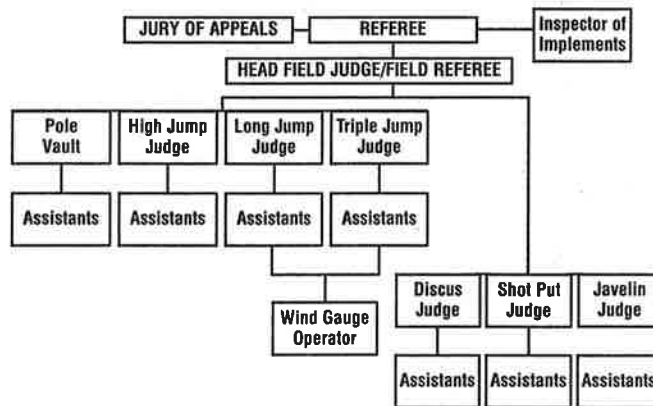 JURY OF APPEALS
REFEREE
Inspector of
Implements
HEAD FIELD JUDGE/FIELD REFEREE
Pole
Vault
High Jump
Judge
Long Jump
Judge
Triple Jump
Judge
Assistants
Assistants
Assistants
Assistants
Wind Gauge
Operator
Discus
Judge
Shot Put
Judge
Javelin
Judge
Assistants
Assistants
Assistants